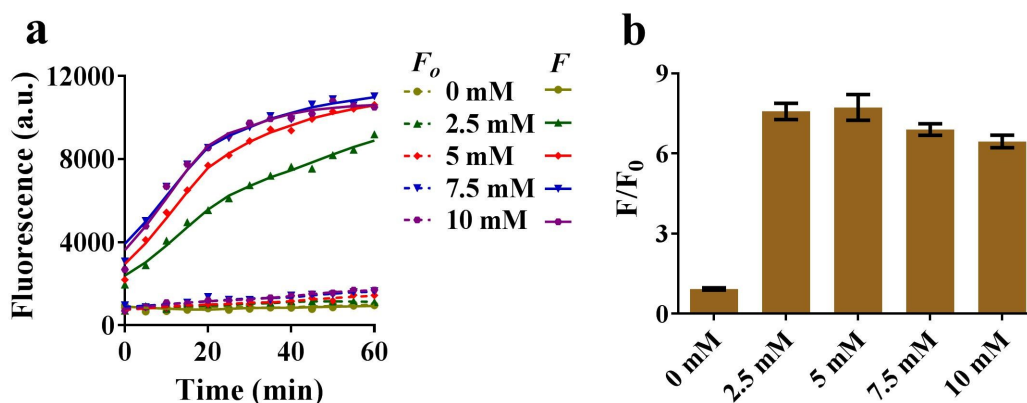 a
Fluorescence (a.u.)
12000
8000
4000
0
0 20 40 60
Time (min)
Fo F
0 mM
2.5 mM
5 mM
7.5 mM
10 mM
b
F/F0
9
6
3
0
0 mM
2.5 mM
5 mM
7.5 mM
10 mM